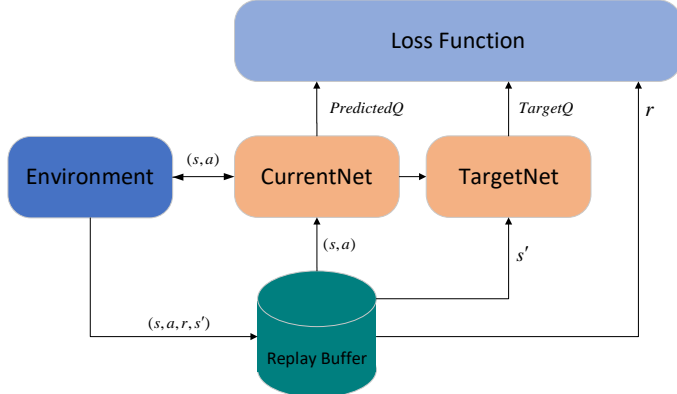 Loss Function
PredictedQ
TargetQ
r
(s,a)
Environment
CurrentNet
TargetNet
(s,a)
s′
(s,a,r,s′)
Replay Buffer